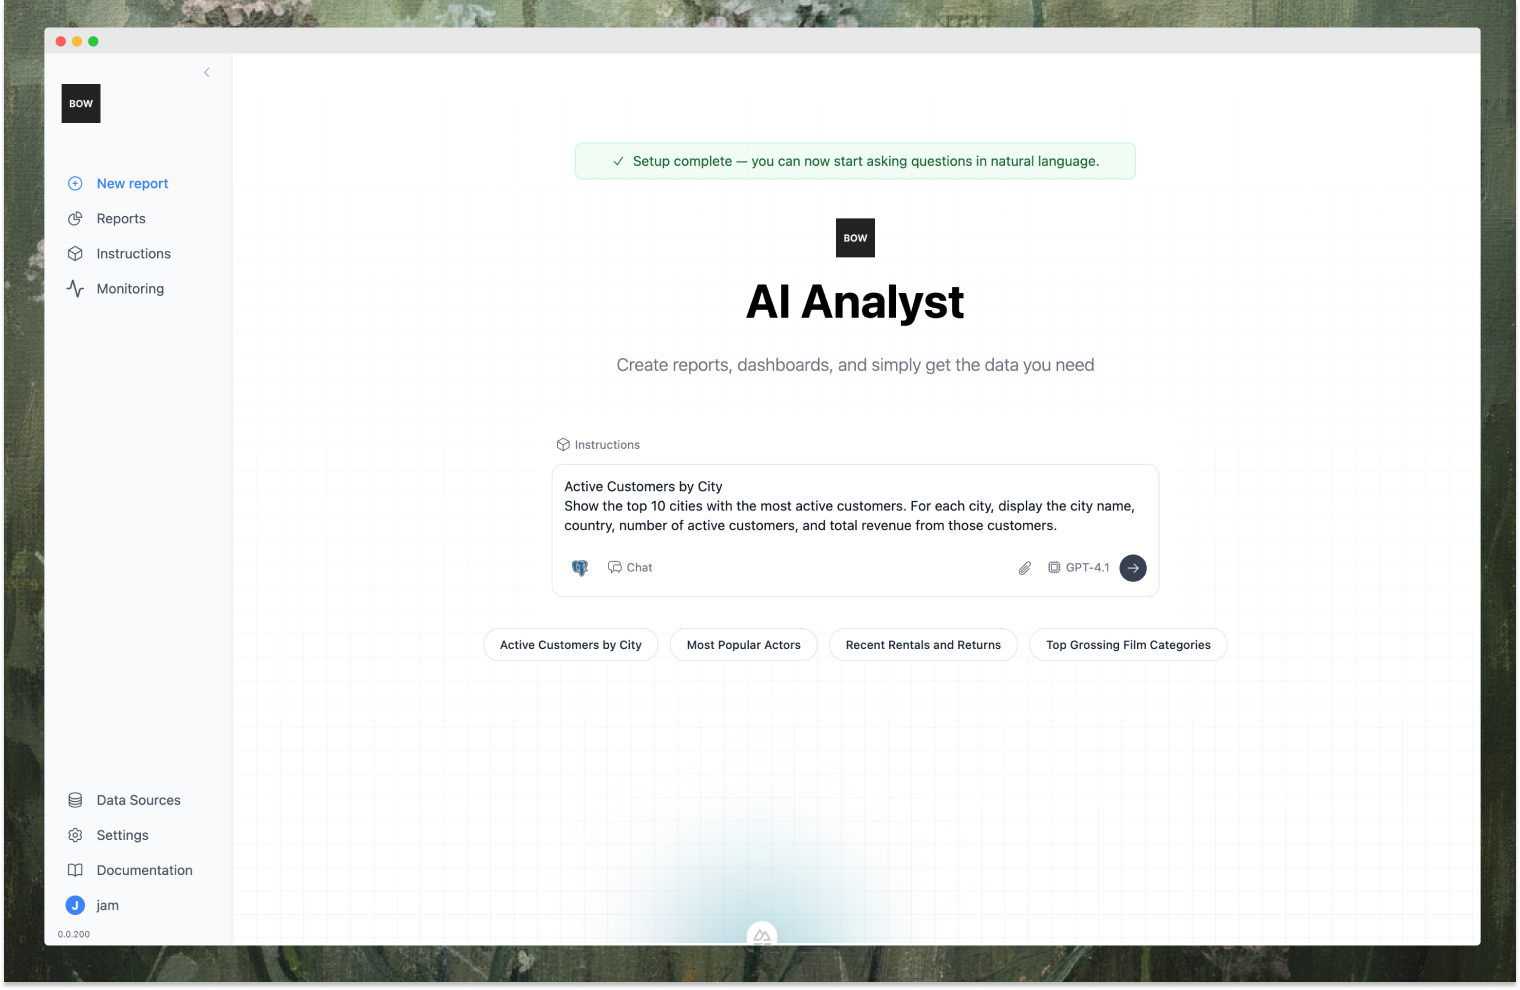 BOW
New report
Reports
Instructions
Monitoring
Data Sources
Settings
Documentation
J
jam
0.0.200
Setup complete — you can now start asking questions in natural language.
BOW
AI Analyst
Create reports, dashboards, and simply get the data you need
Instructions
Active Customers by City
Show the top 10 cities with the most active customers. For each city, display the city name,
country, number of active customers, and total revenue from those customers.
Chat
GPT-4.1
Active Customers by City
Most Popular Actors
Recent Rentals and Returns
Top Grossing Film Categories